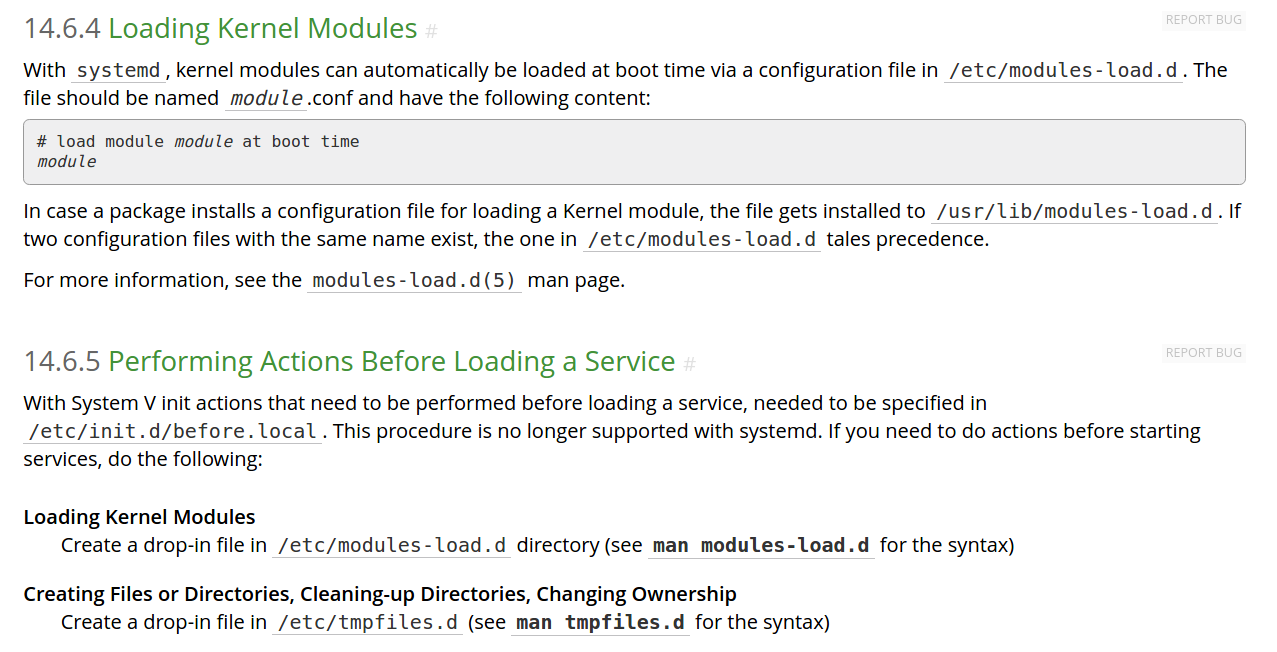 14.6.4 Loading Kernel Modules #
REPORT BUG
With systemd, kernel modules can automatically be loaded at boot time via a configuration file in /etc/modules-load.d. The
file should be named module.conf and have the following content:
# load module module at boot time
module
In case a package installs a configuration file for loading a Kernel module, the file gets installed to /usr/lib/modules-load.d. If
two configuration files with the same name exist, the one in /etc/modules-load.d tales precedence.
For more information, see the modules-load.d(5) man page.
14.6.5 Performing Actions Before Loading a Service #
REPORT BUG
With System V init actions that need to be performed before loading a service, needed to be specified in
/etc/init.d/before.local. This procedure is no longer supported with systemd. If you need to do actions before starting
services, do the following:
Loading Kernel Modules
Create a drop-in file in /etc/modules-load.d directory (see man modules-load.d for the syntax)
Creating Files or Directories, Cleaning-up Directories, Changing Ownership
Create a drop-in file in /etc/tmpfiles.d (see man tmpfiles.d for the syntax)